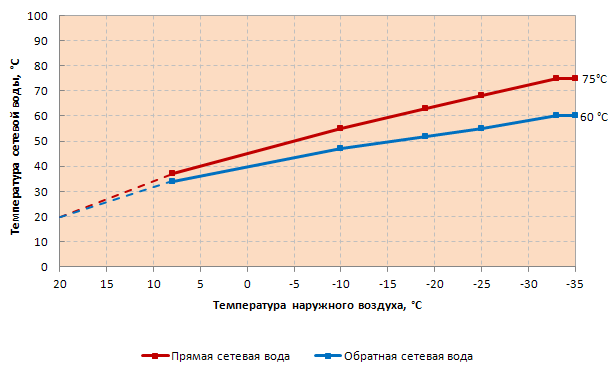 Температура сетевой воды, °С
100
90
80
70
60
50
40
30
20
10
0
75°С
60 °С
20 15 10 5 0 -5 -10 -15 -20 -25 -30 -35
Температура наружного воздуха, °С
Прямая сетевая вода Обратная сетевая вода